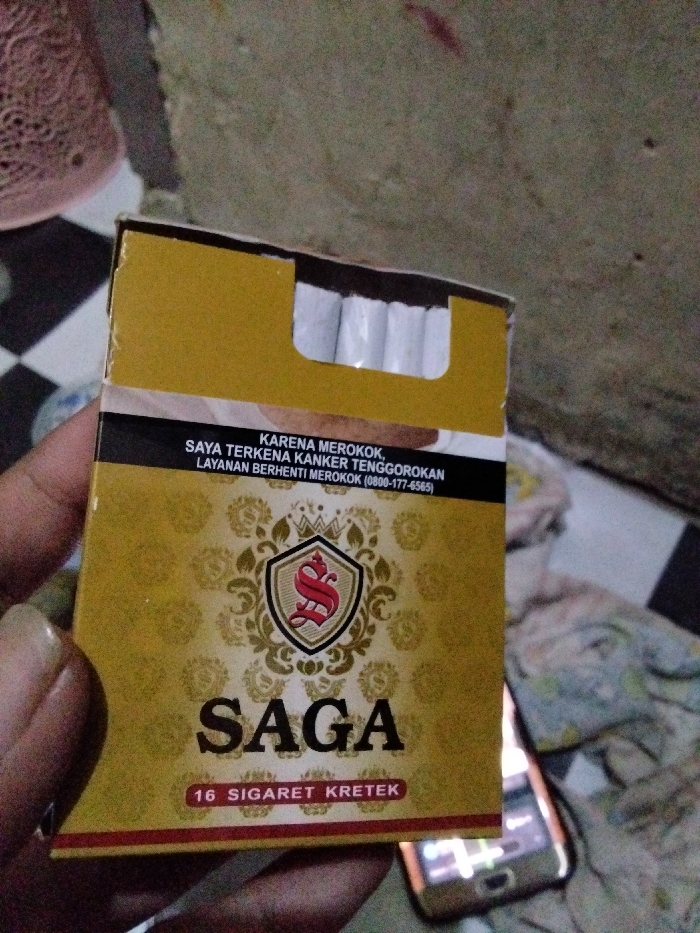 KARENA MEROKOK,
SAYA TERKENA KANKER TENGGOROKAN
LAYANAN BERHENTI MEROKOK (0800-177-6565)
S
SAGA
16 SIGARET KRETEK